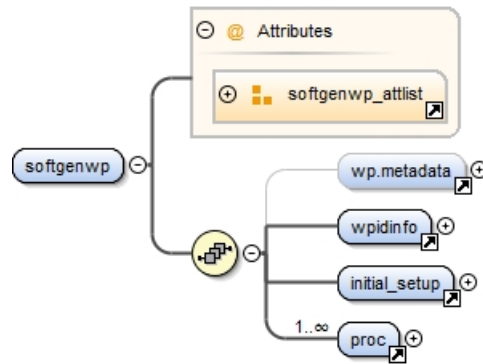 @ Attributes
softgenwp_attlist
softgenwp
wp.metadata
wpidinfo
initial_setup
1..∞
proc